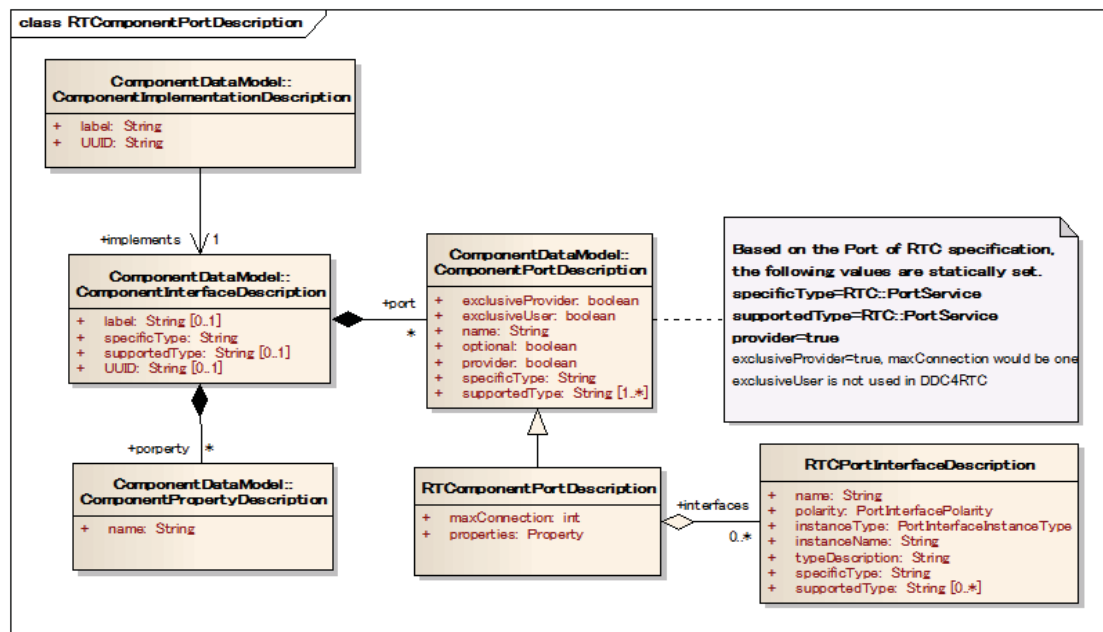 class RTComponentPortDescription
ComponentDataModel::
ComponentImplementationDescription
+ label: String
+ UUID: String
+implements 1
ComponentDataModel::
ComponentInterfaceDescription
+ label: String [0..1]
+ specificType: String
+ supportedType: String [0..1]
+ UUID: String [0..1]
+port
*
ComponentDataModel::
ComponentPortDescription
+ exclusiveProvider: boolean
+ exclusiveUser: boolean
+ name: String
+ optional: boolean
+ provider: boolean
+ specificType: String
+ supportedType: String [1..*]
Based on the Port of RTC specification,
the following values are statically set.
specificType=RTC::PortService
supportedType=RTC::PortService
provider=true
exclusiveProvider=true, maxConnection would be one
exclusiveUser is not used in DDC4RTC
+porperty *
ComponentDataModel::
ComponentPropertyDescription
+ name: String
RTComponentPortDescription
+ maxConnection: int
+ properties: Property
+interfaces
0..*
RTCPortInterfaceDescription
+ name: String
+ polarity: PortInterfacePolarity
+ instanceType: PortInterfaceInstanceType
+ instanceName: String
+ typeDescription: String
+ specificType: String
+ supportedType: String [0..*]